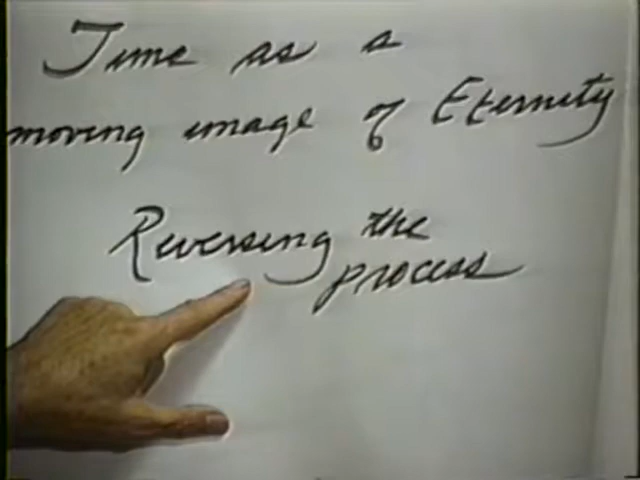 Time as a
moving image of Eternity
Reversing the
process